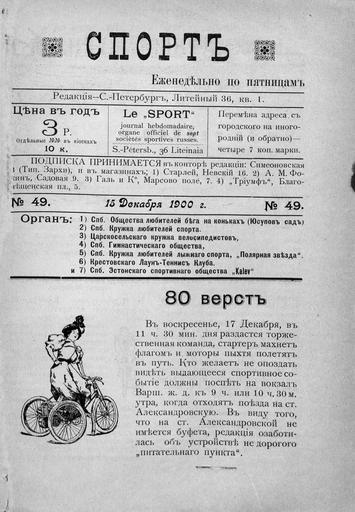 СПОРТЪ
Еженедѣльно по пятницамъ
Редакція—С.-Петербургъ, Литейный 36, кв. 1.
Цѣна въ годъ
3 Р.
Отдѣльные №№ въ кіоскахъ
10 к.
Le „SPORT"
journal hebdomadaire,
organe officiel de sept
sociétés sportives russes.
S.-Pétersb., 36 Liteinaia
Перемѣна адреса съ
городского на иного-
родній (и обратно)—
четыре 7 коп. марки.
ПОДПИСКА ПРИНИМАЕТСЯ въ конторѣ редакціи: Симеоновская
1 (Тип. Зархи), и въ магазинахъ; 1) Старлей, Невскій 16. 2) А. М. Фо-
кинъ, Садовая 9. 3) Галь и К°, Марсово поле, 7. 4) „Тріумфъ", Благо-
вѣщенская пл., 5.
№ 49.
15 Декабря 1900 г.
№ 49.
Органъ:
1) Спб. Общества любителей бѣга на конькахъ (Юсуповъ садъ)
2) Спб. Кружка любителей спорта.
3) Царскосельскаго кружка велосипедистовъ,
4) Спб. Гимнастическаго общества,
5) Спб. Кружка любителей лыжнаго спорта, „Полярная звѣзда".
6) Крестовскаго Лаунъ-Теннисъ Клуба,
и 7) Спб. Эстонскаго спортивнаго общества „Kalev"
80 верстъ
Въ воскресенье, 17 Декабря, въ
11 ч. 30 мин. дня раздастся торже-
ственная команда, стартеръ махнетъ
флагомъ и моторы пыхтя полетятъ
въ путь. Кто желаетъ не опоздать
видѣть выдающееся спортивное со-
бытіе должны поспѣть на вокзалъ
Варш. ж. д. къ 9 ч. или 10 ч, 30 м.
утра, когда отходятъ поѣзда на ст.
Александровскую. Въ виду того,
что на ст. Александровской не
имѣется буфета, редакція озаботи-
лась объ устройствѣ не дорогого
„питательнаго пункта".